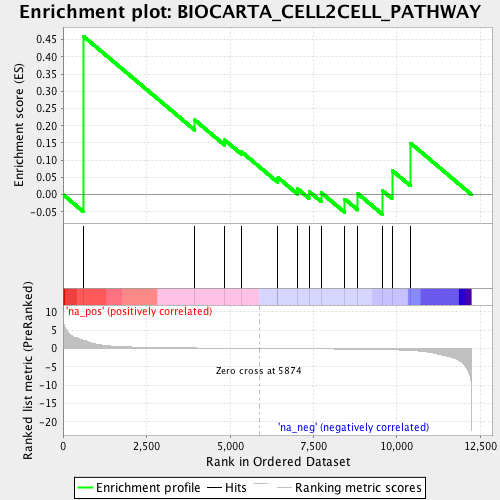 Enrichment plot: BIOCARTA_CELL2CELL_PATHWAY
Enrichment score (ES)
0.45
0.40
0.35
0.30
0.25
0.20
0.15
0.10
0.05
0.00
-0.05
'na_pos' (positively correlated)
Ranked list metric (PreRanked)
10
5
0
-5
-10
-15
-20
Zero cross at 5874
'na_neg' (negatively correlated)
0
2,500
5,000
7,500
10,000
12,500
Rank in Ordered Dataset
Enrichment profile
Hits
Ranking metric scores